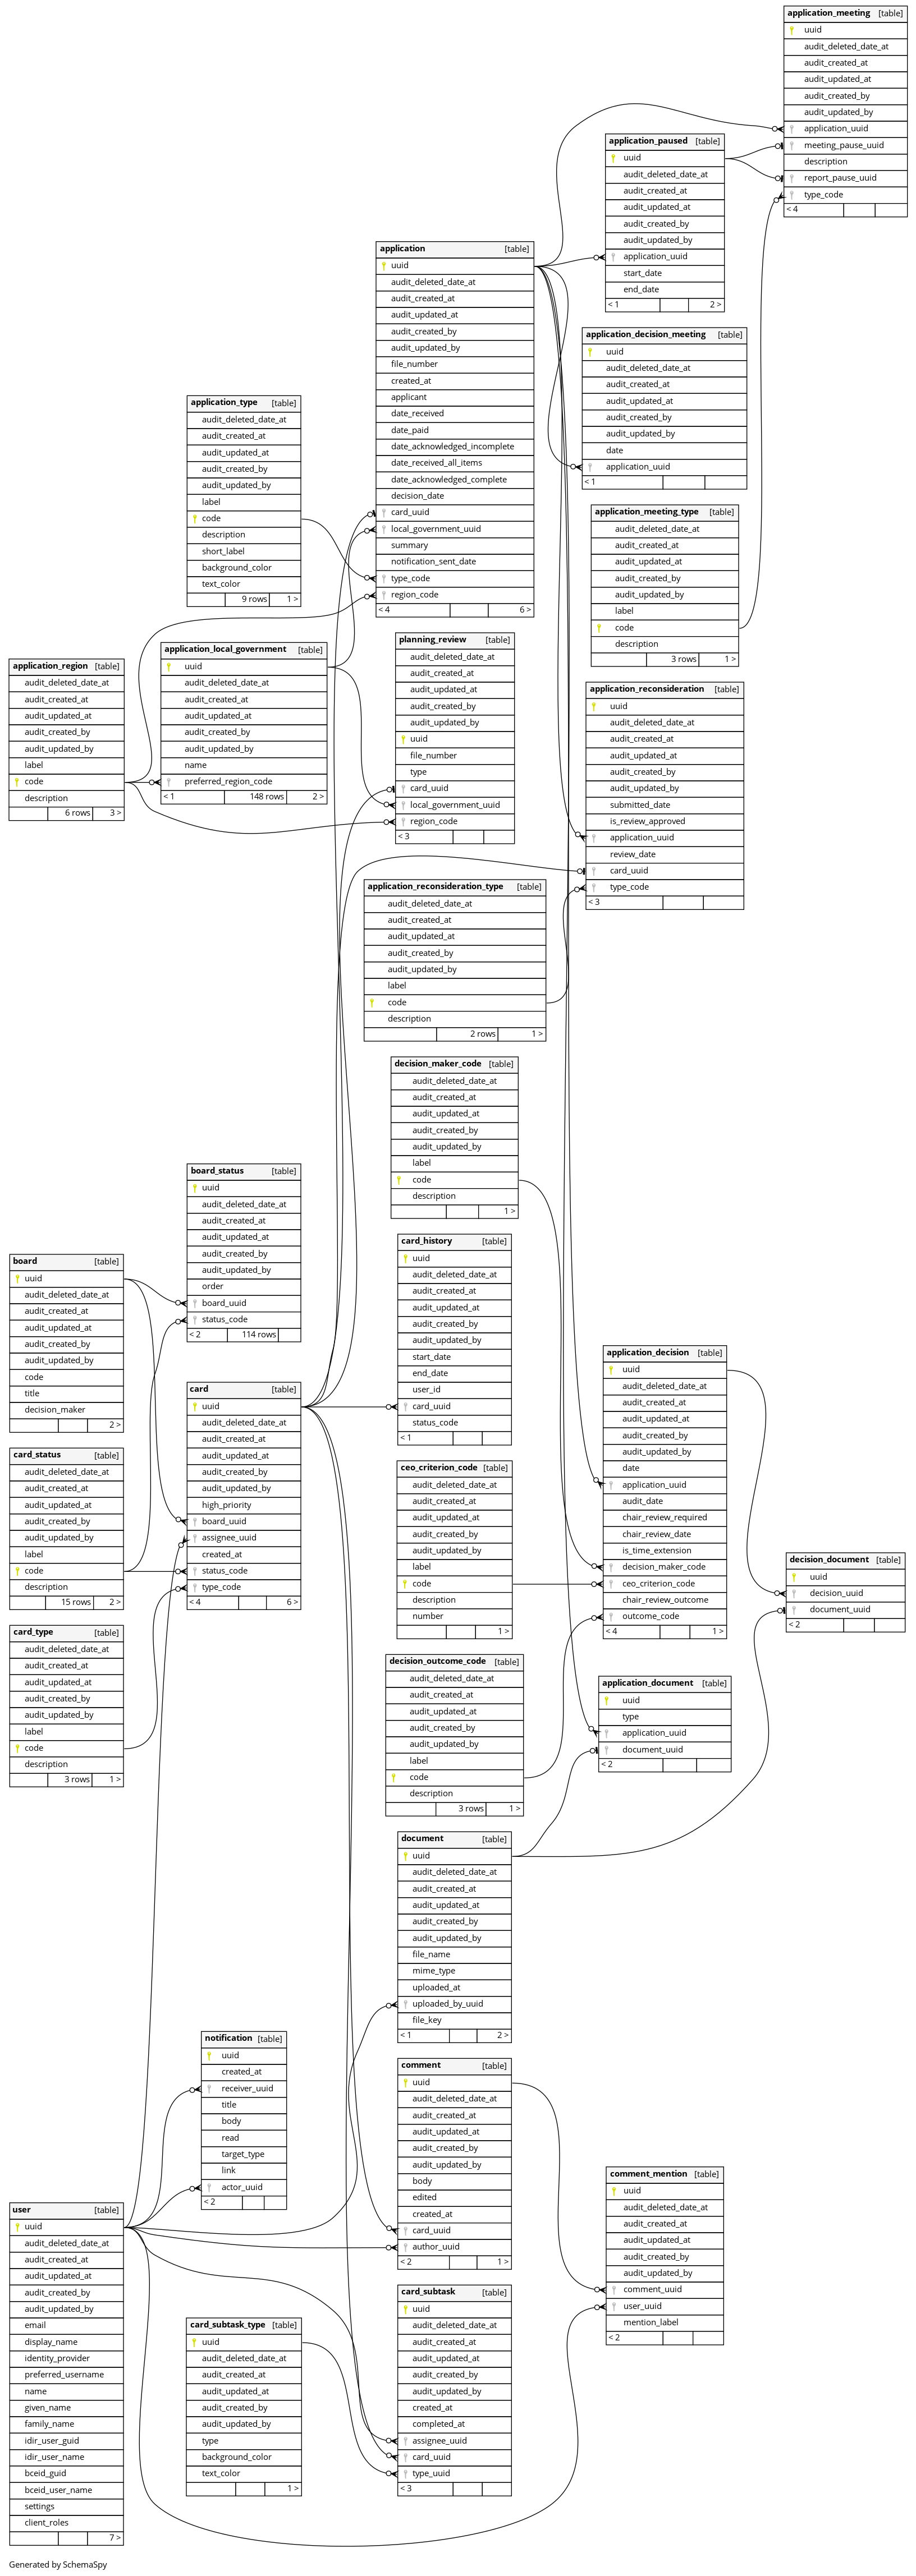 application_meeting [table]
uuid
audit_deleted_date_at
audit_created_at
audit_updated_at
audit_created_by
audit_updated_by
application_uuid
meeting_pause_uuid
description
report_pause_uuid
type_code
< 4
application_paused [table]
uuid
audit_deleted_date_at
audit_created_at
audit_updated_at
audit_created_by
audit_updated_by
application_uuid
start_date
end_date
< 1 2 >
application [table]
uuid
audit_deleted_date_at
audit_created_at
audit_updated_at
audit_created_by
audit_updated_by
file_number
created_at
applicant
date_received
date_paid
date_acknowledged_incomplete
date_received_all_items
date_acknowledged_complete
decision_date
card_uuid
local_government_uuid
summary
notification_sent_date
type_code
region_code
< 4 6 >
application_decision_meeting [table]
uuid
audit_deleted_date_at
audit_created_at
audit_updated_at
audit_created_by
audit_updated_by
date
application_uuid
< 1
application_type [table]
audit_deleted_date_at
audit_created_at
audit_updated_at
audit_created_by
audit_updated_by
label
code
description
short_label
background_color
text_color
9 rows 1 >
application_meeting_type [table]
audit_deleted_date_at
audit_created_at
audit_updated_at
audit_created_by
audit_updated_by
label
code
description
3 rows 1 >
application_region [table]
audit_deleted_date_at
audit_created_at
audit_updated_at
audit_created_by
audit_updated_by
label
code
description
6 rows 3 >
application_local_government [table]
uuid
audit_deleted_date_at
audit_created_at
audit_updated_at
audit_created_by
audit_updated_by
name
preferred_region_code
< 1 148 rows 2 >
planning_review [table]
audit_deleted_date_at
audit_created_at
audit_updated_at
audit_created_by
audit_updated_by
uuid
file_number
type
card_uuid
local_government_uuid
region_code
< 3
application_reconsideration [table]
uuid
audit_deleted_date_at
audit_created_at
audit_updated_at
audit_created_by
audit_updated_by
submitted_date
is_review_approved
application_uuid
review_date
card_uuid
type_code
< 3
application_reconsideration_type [table]
audit_deleted_date_at
audit_created_at
audit_updated_at
audit_created_by
audit_updated_by
label
code
description
2 rows 1 >
decision_maker_code [table]
audit_deleted_date_at
audit_created_at
audit_updated_at
audit_created_by
audit_updated_by
label
code
description
1 >
board_status [table]
uuid
audit_deleted_date_at
audit_created_at
audit_updated_at
audit_created_by
audit_updated_by
order
board_uuid
status_code
< 2 114 rows
card_history [table]
uuid
audit_deleted_date_at
audit_created_at
audit_updated_at
audit_created_by
audit_updated_by
start_date
end_date
user_id
card_uuid
status_code
< 1
board [table]
uuid
audit_deleted_date_at
audit_created_at
audit_updated_at
audit_created_by
audit_updated_by
code
title
decision_maker
2 >
application_decision [table]
uuid
audit_deleted_date_at
audit_created_at
audit_updated_at
audit_created_by
audit_updated_by
date
application_uuid
audit_date
chair_review_required
chair_review_date
is_time_extension
decision_maker_code
ceo_criterion_code
chair_review_outcome
outcome_code
< 4 1 >
card [table]
uuid
audit_deleted_date_at
audit_created_at
audit_updated_at
audit_created_by
audit_updated_by
high_priority
board_uuid
assignee_uuid
created_at
status_code
type_code
< 4 6 >
card_status [table]
audit_deleted_date_at
audit_created_at
audit_updated_at
audit_created_by
audit_updated_by
label
code
description
15 rows 2 >
ceo_criterion_code [table]
audit_deleted_date_at
audit_created_at
audit_updated_at
audit_created_by
audit_updated_by
label
code
description
number
1 >
decision_document [table]
uuid
decision_uuid
document_uuid
< 2
card_type [table]
audit_deleted_date_at
audit_created_at
audit_updated_at
audit_created_by
audit_updated_by
label
code
description
3 rows 1 >
decision_outcome_code [table]
audit_deleted_date_at
audit_created_at
audit_updated_at
audit_created_by
audit_updated_by
label
code
description
3 rows 1 >
application_document [table]
uuid
type
application_uuid
document_uuid
< 2
document [table]
uuid
audit_deleted_date_at
audit_created_at
audit_updated_at
audit_created_by
audit_updated_by
file_name
mime_type
uploaded_at
uploaded_by_uuid
file_key
< 1 2 >
notification [table]
uuid
created_at
receiver_uuid
title
body
read
target_type
link
actor_uuid
< 2
comment [table]
uuid
audit_deleted_date_at
audit_created_at
audit_updated_at
audit_created_by
audit_updated_by
body
edited
created_at
card_uuid
author_uuid
< 2 1 >
comment_mention [table]
uuid
audit_deleted_date_at
audit_created_at
audit_updated_at
audit_created_by
audit_updated_by
comment_uuid
user_uuid
mention_label
< 2
user [table]
uuid
audit_deleted_date_at
audit_created_at
audit_updated_at
audit_created_by
audit_updated_by
email
display_name
identity_provider
preferred_username
name
given_name
family_name
idir_user_guid
idir_user_name
bceid_guid
bceid_user_name
settings
client_roles
7 >
card_subtask_type [table]
uuid
audit_deleted_date_at
audit_created_at
audit_updated_at
audit_created_by
audit_updated_by
type
background_color
text_color
1 >
card_subtask [table]
uuid
audit_deleted_date_at
audit_created_at
audit_updated_at
audit_created_by
audit_updated_by
created_at
completed_at
assignee_uuid
card_uuid
type_uuid
< 3
Generated by SchemaSpy